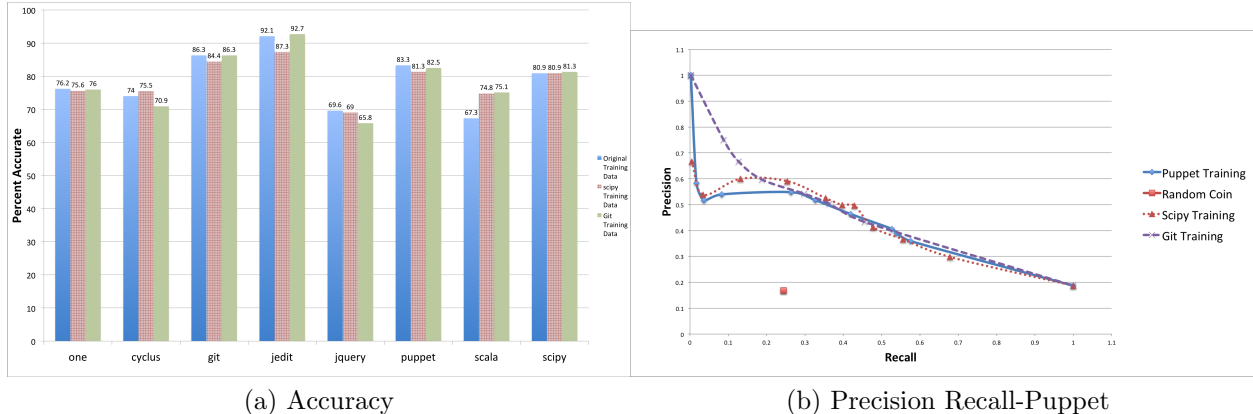 100
90
80
70
60
50
40
30
20
10
0
Percent Accurate
76.2 75.6 76
74 75.5 70.9
86.3 84.4 86.3
92.1 87.3 92.7
69.6 69 65.8
83.3 81.3 82.5
67.3 74.8 75.1
80.9 80.9 81.3
one cyclus git jedit jquery puppet scala scipy
Original
Training
Data
scipy
Training
Data
Git
Training
Data
(a) Accuracy
1.1
1
0.9
0.8
0.7
0.6
0.5
0.4
0.3
0.2
0.1
0
Precision
0 0.1 0.2 0.3 0.4 0.5 0.6 0.7 0.8 0.9 1
Recall
Puppet Training
Random Coin
Scipy Training
Git Training
(b) Precision Recall-Puppet